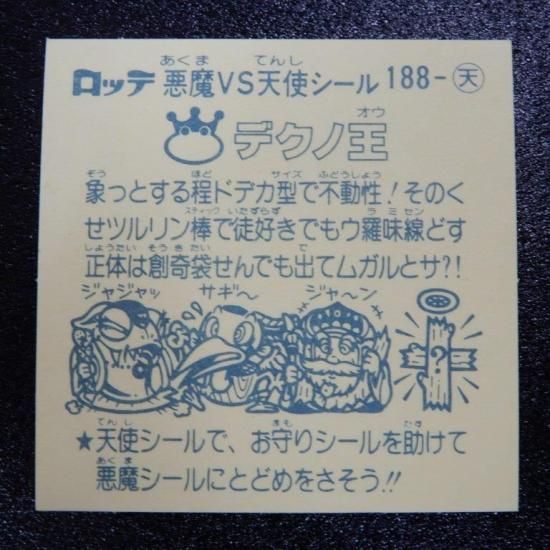 ロッテ 悪魔VS天使シール 188-天
デクノ王
象っとする程ドデカ型で不動性!そのく
せツルリン棒で徒好きでもウ羅味線どす
正体は創奇袋せんでも出てムガルとサ?!
ジャジャッ サギ〜 ジャ〜ン
?
★天使シールで、お守りシールを助けて
悪魔シールにとどめをさそう!!